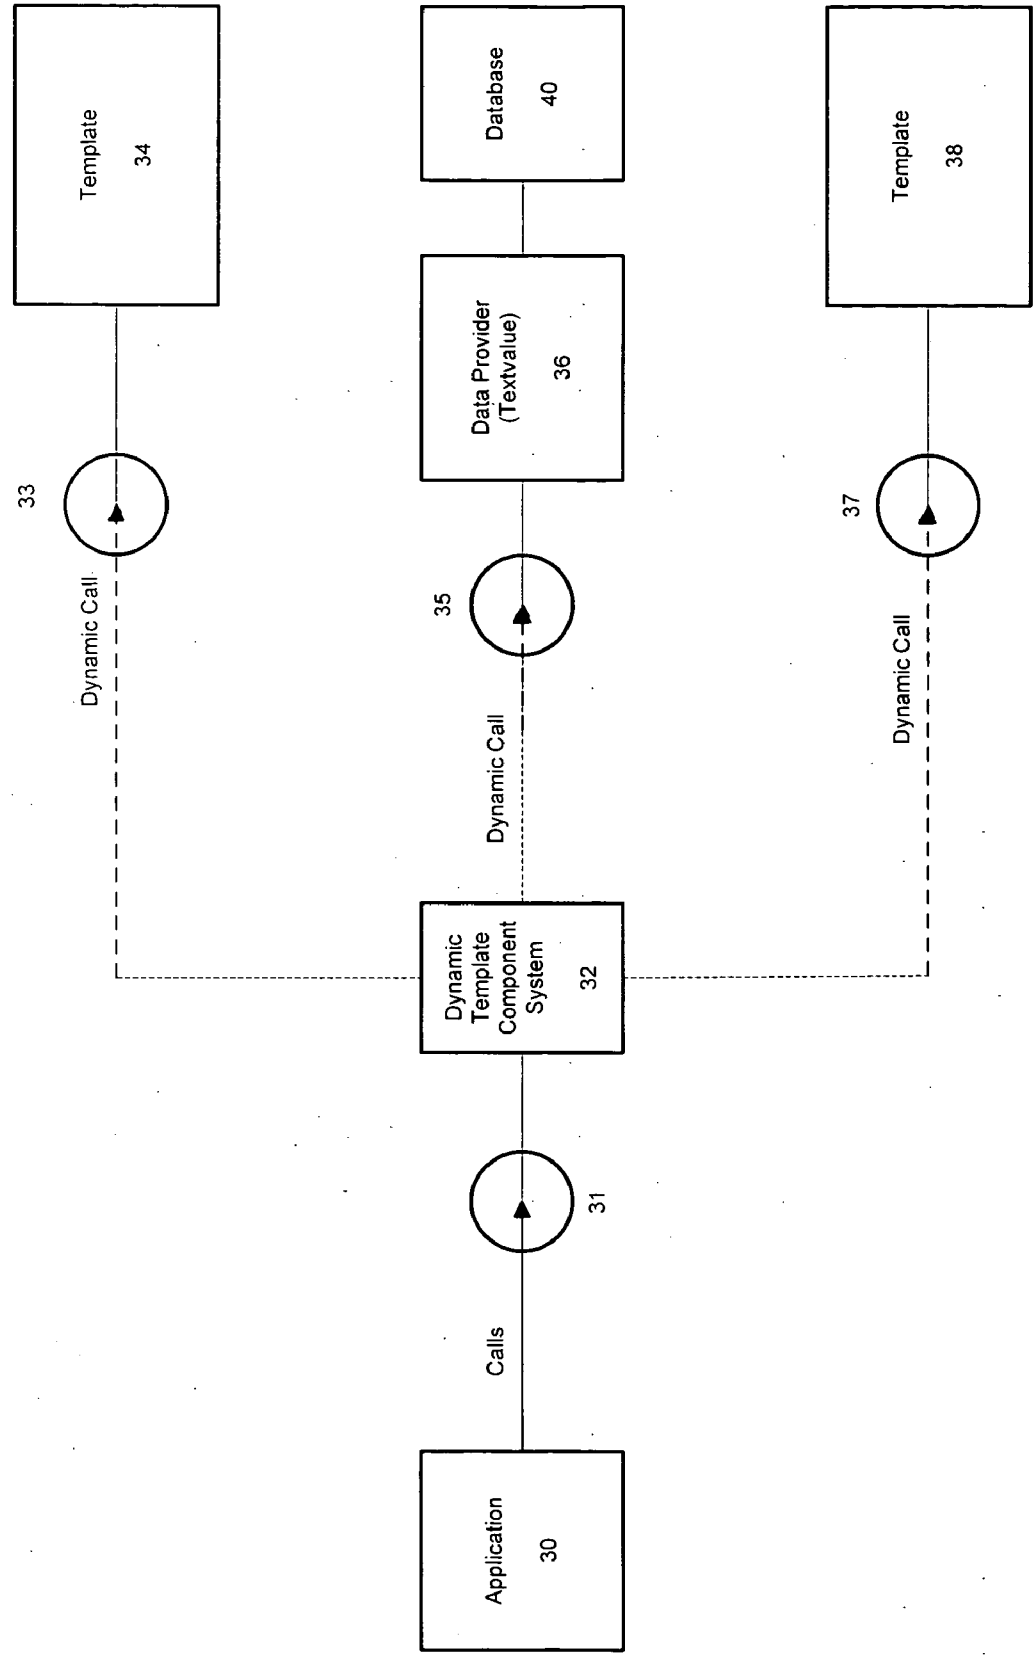 Template
34
33
Dynamic Call
Application
30
Calls
31
Dynamic
Template
Component
System
32
Dynamic Call
35
Data Provider
(Textvalue)
36
Database
40
Dynamic Call
37
Template
38